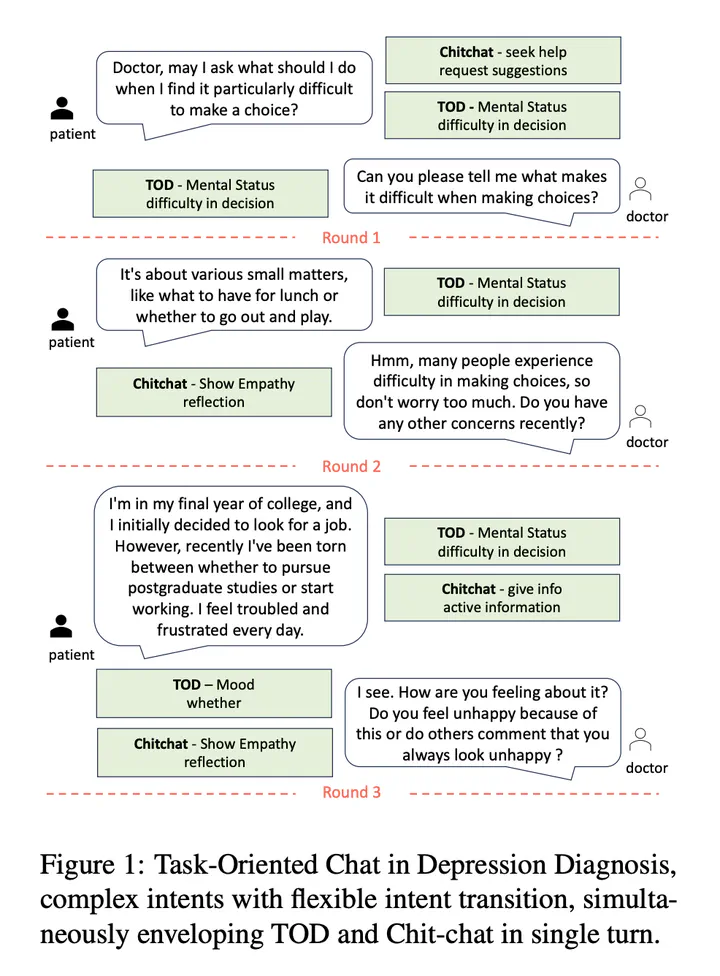 Doctor, may I ask what should I do
when I find it particularly difficult
to make a choice?
patient
Chitchat - seek help
request suggestions
TOD - Mental Status
difficulty in decision
TOD - Mental Status
difficulty in decision
Can you please tell me what makes
it difficult when making choices?
doctor
Round 1
It's about various small matters,
like what to have for lunch or
whether to go out and play.
patient
TOD - Mental Status
difficulty in decision
Chitchat - Show Empathy
reflection
Hmm, many people experience
difficulty in making choices, so
don't worry too much. Do you have
any other concerns recently?
doctor
Round 2
I'm in my final year of college, and
I initially decided to look for a job.
However, recently I've been torn
between whether to pursue
postgraduate studies or start
working. I feel troubled and
frustrated every day.
patient
TOD - Mental Status
difficulty in decision
Chitchat - give info
active information
TOD – Mood
whether
Chitchat - Show Empathy
reflection
I see. How are you feeling about it?
Do you feel unhappy because of
this or do others comment that you
always look unhappy ?
doctor
Round 3
Figure 1: Task-Oriented Chat in Depression Diagnosis,
complex intents with flexible intent transition, simulta-
neously enveloping TOD and Chit-chat in single turn.